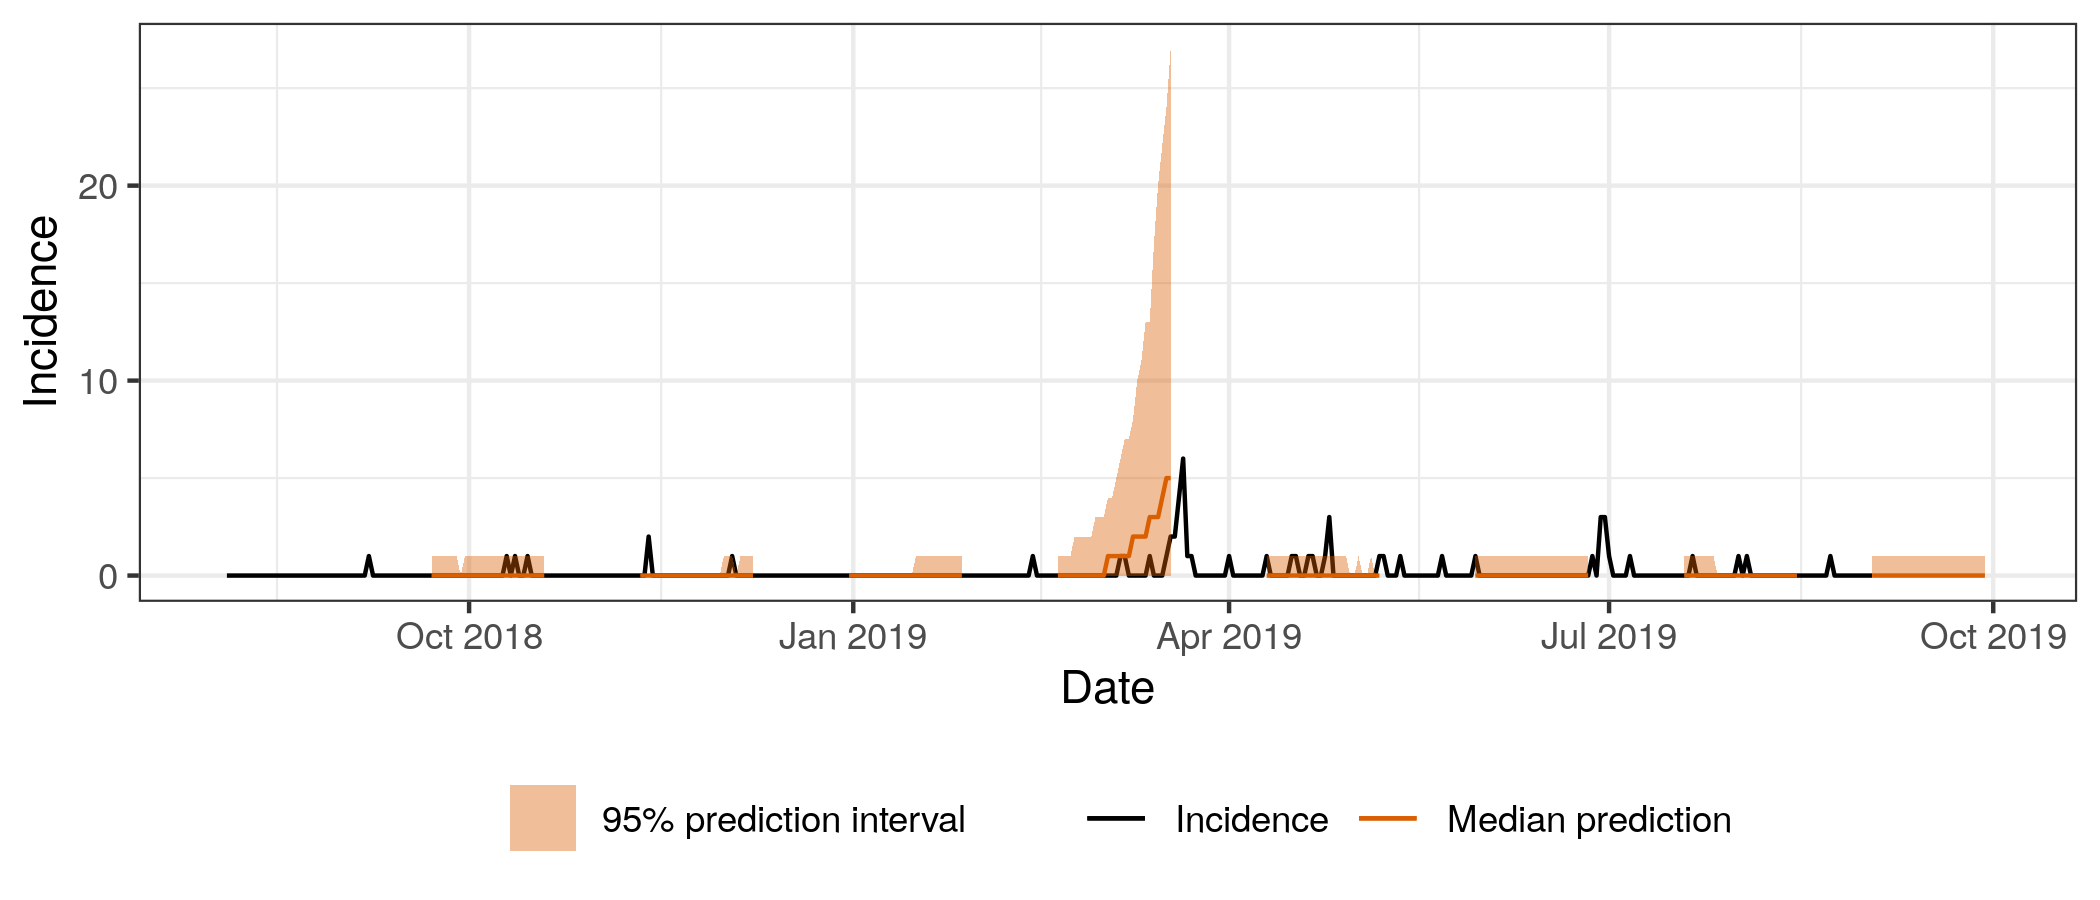 Incidence
20
10
0
Oct 2018 Jan 2019 Apr 2019 Jul 2019 Oct 2019
Date
95% prediction interval Incidence Median prediction